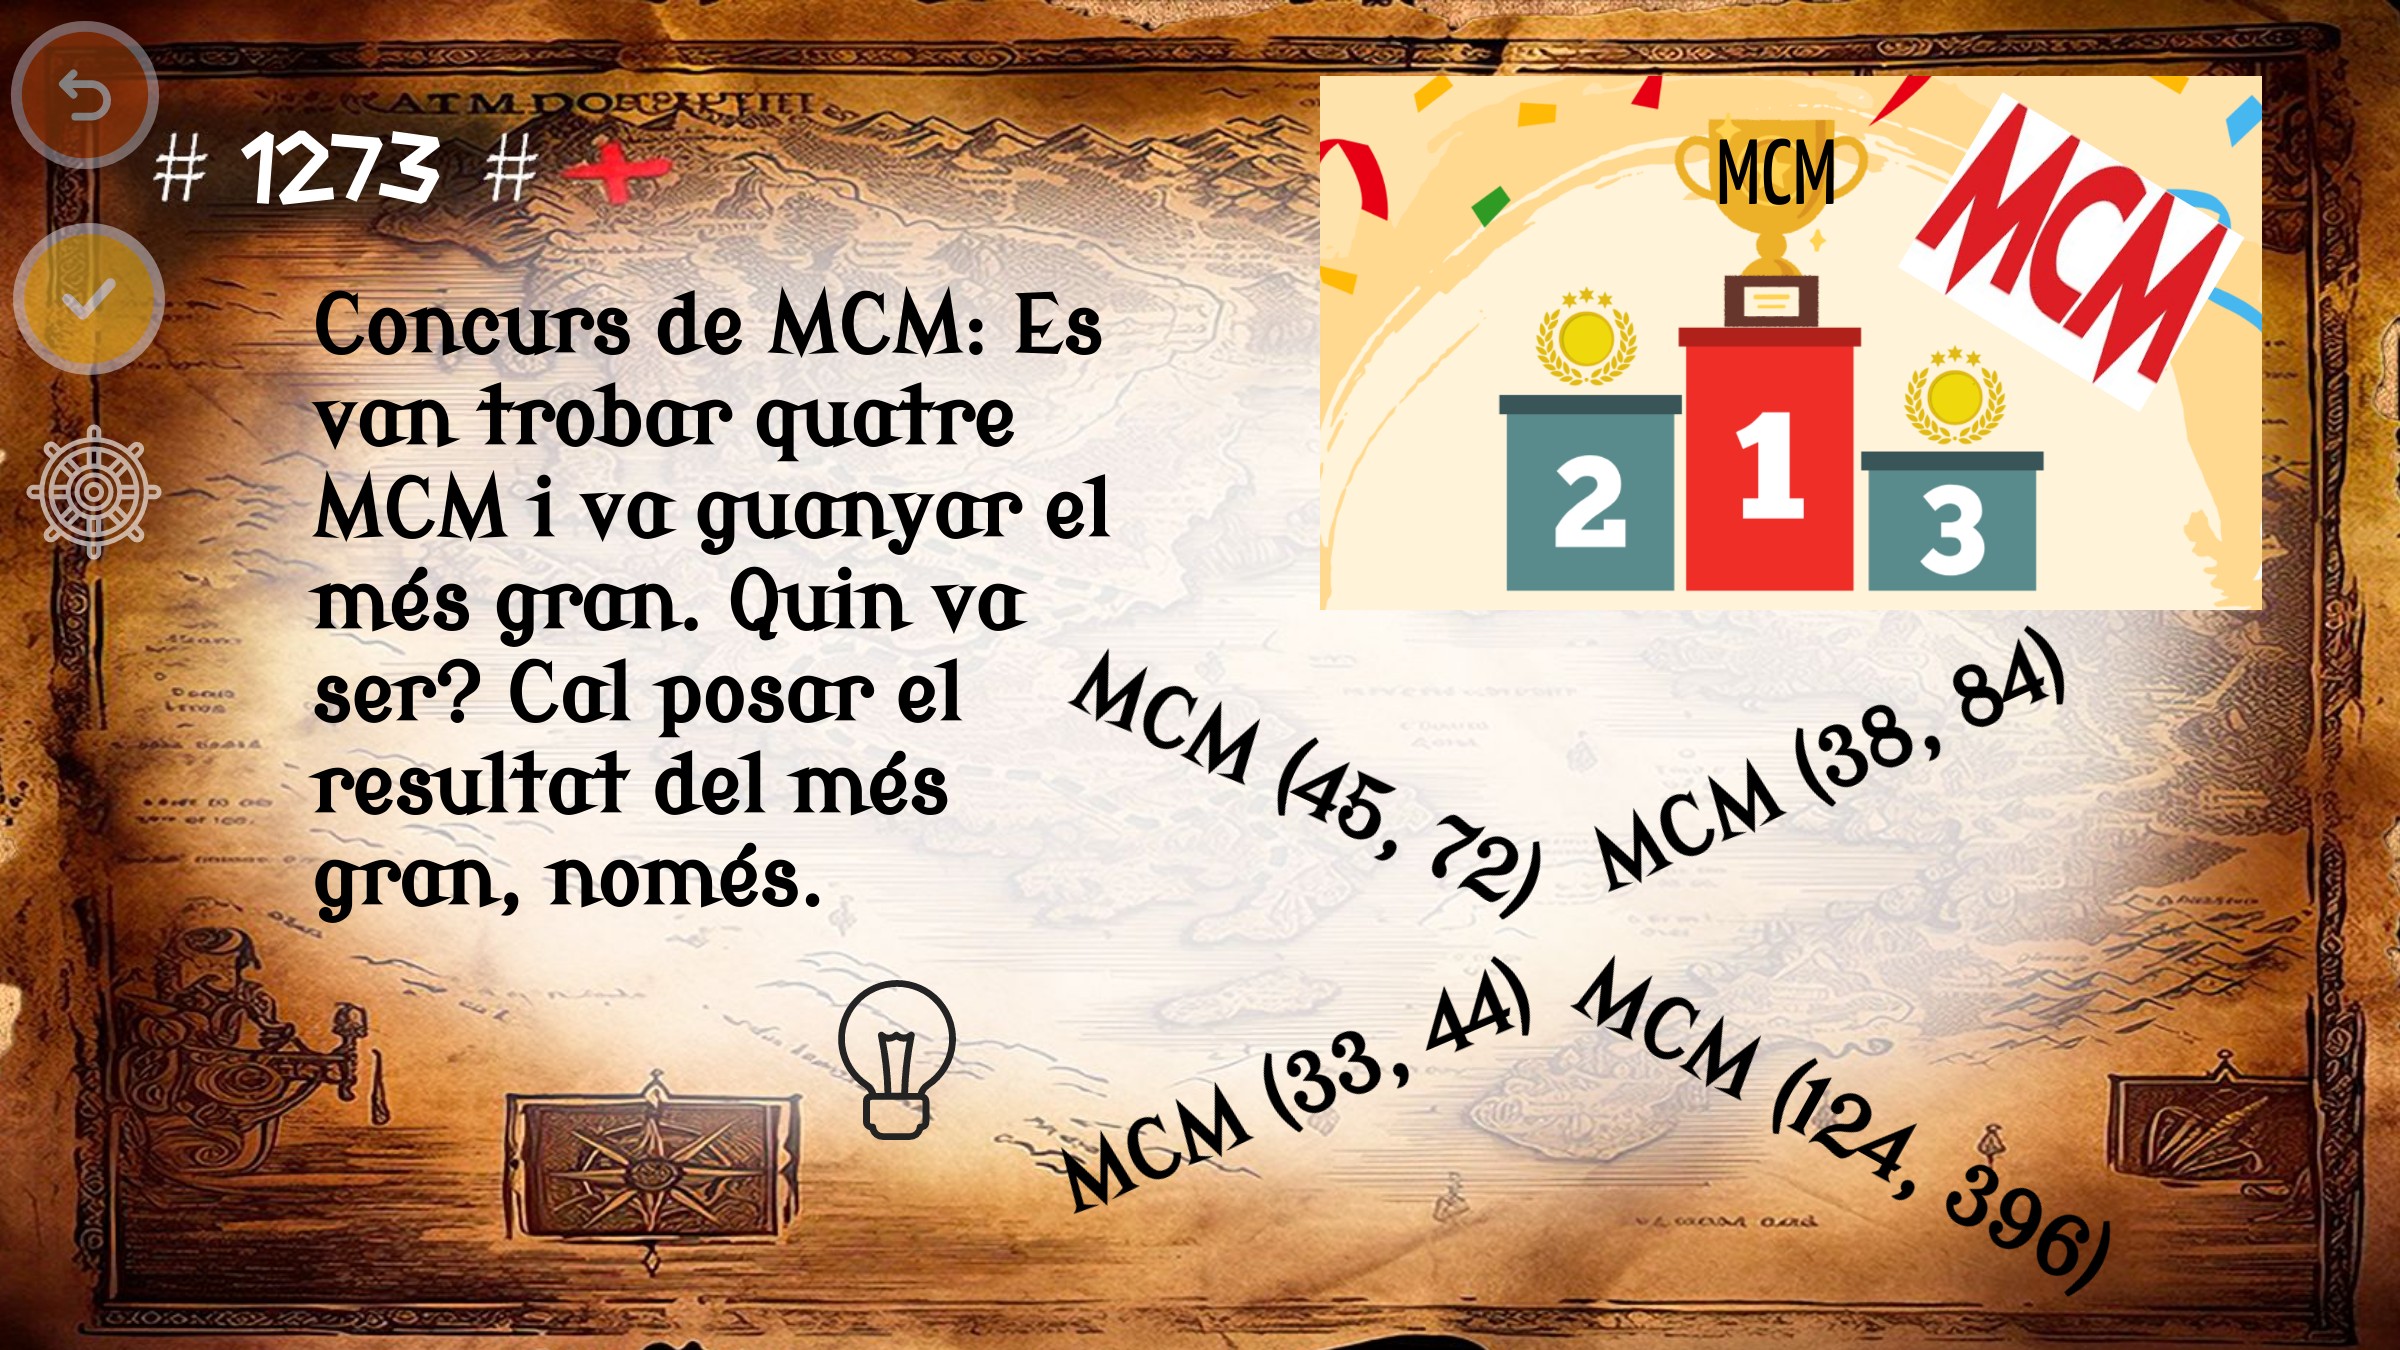 # 1273 #
Concurs de MCM: Es
van trobar quatre
MCM i va guanyar el
més gran. Quin va
ser? Cal posar el
resultat del més
gran, només.
MCM
MCM
2
1
3
MCM (45, 72)
MCM (38, 84)
MCM (33, 44)
MCM (124, 396)